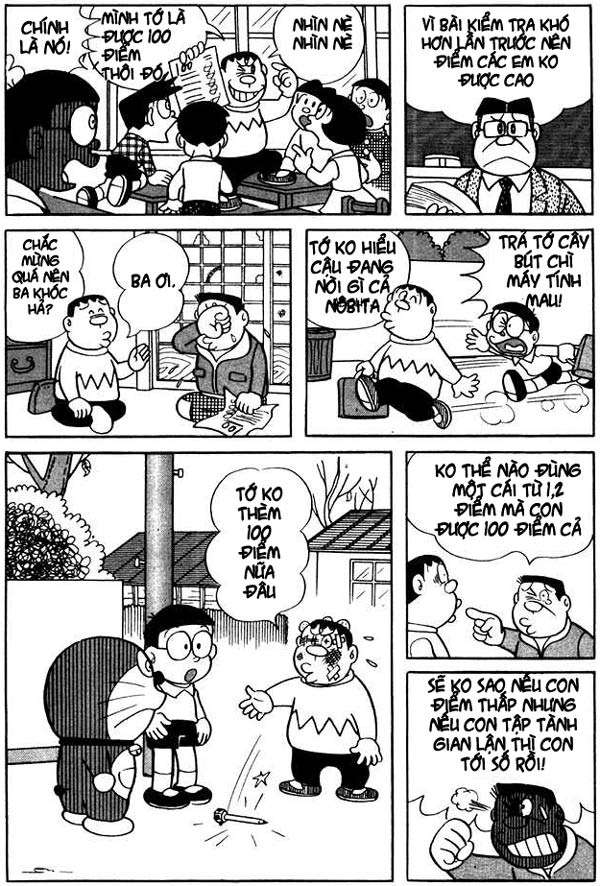 CHÍNH
LÀ NÓ!
MÌNH TỚ LÀ
ĐƯỢC 100
ĐIỂM
THÔI ĐÓ
NHÌN NÈ
NHÌN NÈ
VÌ BÀI KIỂM TRA KHÓ
HƠN LẦN TRƯỚC NÊN
ĐIỂM CÁC EM KO
ĐƯỢC CAO
CHẮC
MỪNG
QUÁ NÊN
BA KHÓC
HẢ?
BA ƠI,
TỚ KO HIỂU
CẬU ĐANG
NÓI GÌ CẢ
NÔBITA
TRẢ TỚ CÂY
BÚT CHÌ
MÁY TÍNH
MAU!
TỚ KO
THÈM
100
ĐIỂM
NỮA
ĐÂU
KO THỂ NÀO ĐÙNG
MỘT CÁI TỪ 1,2
ĐIỂM MÀ CON
ĐƯỢC 100 ĐIỂM CẢ
SẼ KO SAO NẾU CON
ĐIỂM THẤP NHƯNG
NẾU CON TẬP TÀNH
GIAN LẬN THÌ CON
TỚI SỐ RỒI!